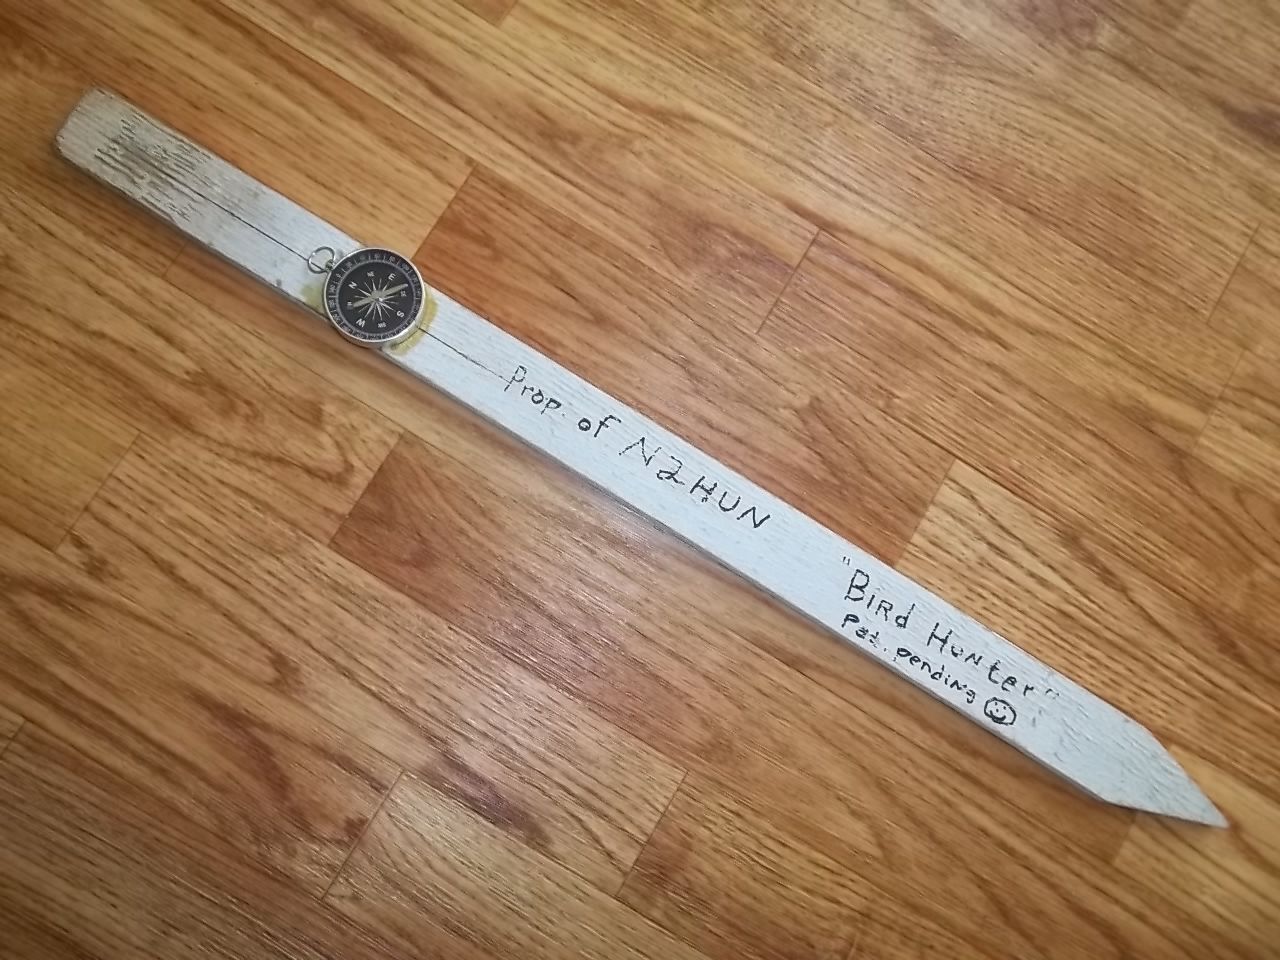 N E S W
Prop. of N2HUN
"Bird Hunter"
Pat. pending